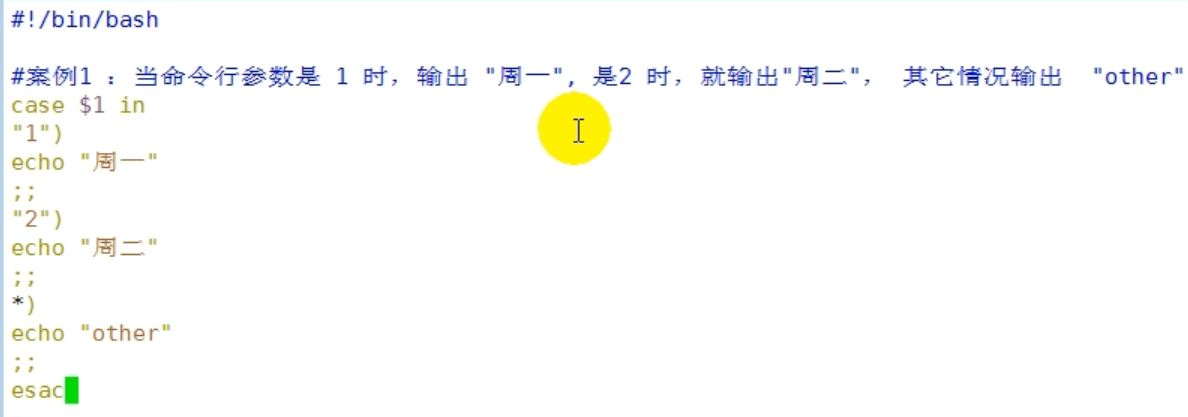 #!/bin/bash
#案例1 : 当命令行参数是 1 时，输出 "周一", 是2 时，就输出"周二"， 其它情况输出  "other"
case $1 in
"1")
echo "周一"
;;
"2")
echo "周二"
;;
*)
echo "other"
;;
esac